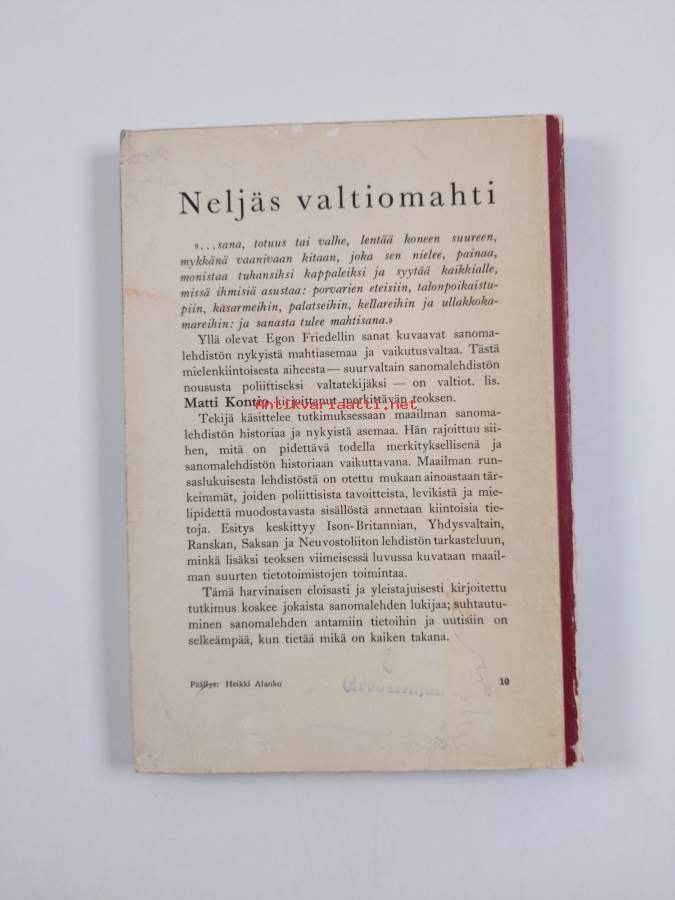 Neljäs valtiomahti
»...sana, totuus tai valhe, lentää koneen suureen,
mykkänä vaanivaan kitaan, joka sen nielee, painaa,
monistaa tuhansiksi kappaleiksi ja syytää kaikkialle,
missä ihmisiä asustaa: porvarien eteisiin, talonpoikaistu-
piin, kasarmeihin, palatseihin, kellareihin ja ullakkoka-
mareihin: ja sanasta tulee mahtisana.»
Yllä olevat Egon Friedellin sanat kuvaavat sanoma-
lehdistön nykyistä mahtiasemaa ja vaikutusvaltaa. Tästä
mielenkiintoisesta aiheesta — suurvaltain sanomalehdistön
noususta poliittiseksi valtatekijäksi — on valtiot. lis.
Matti Kontio kirjoittanut merkittävän teoksen.
Antikvariaatti.net
Tekijä käsittelee tutkimuksessaan maailman sanoma-
lehdistön historiaa ja nykyistä asemaa. Hän rajoittuu sii-
hen, mitä on pidettävä todella merkityksellisenä ja
sanomalehdistön historiaan vaikuttavana. Maailman run-
saslukuisesta lehdistöstä on otettu mukaan ainoastaan tär-
keimmät, joiden poliittisista tavoitteista, levikistä ja mie-
lipidettä muodostavasta sisällöstä annetaan kiintoisia tie-
toja. Esitys keskittyy Ison-Britannian, Yhdysvaltain,
Ranskan, Saksan ja Neuvostoliiton lehdistön tarkasteluun,
minkä lisäksi teoksen viimeisessä luvussa kuvataan maail-
man suurten tietotoimistojen toimintaa.
Tämä harvinaisen eloisasti ja yleistajuisesti kirjoitettu
tutkimus koskee jokaista sanomalehden lukijaa; suhtautu-
minen sanomalehden antamiin tietoihin ja uutisiin on
selkeämpää, kun tietää mikä on kaiken takana.
Päällys: Heikki Alanko
10